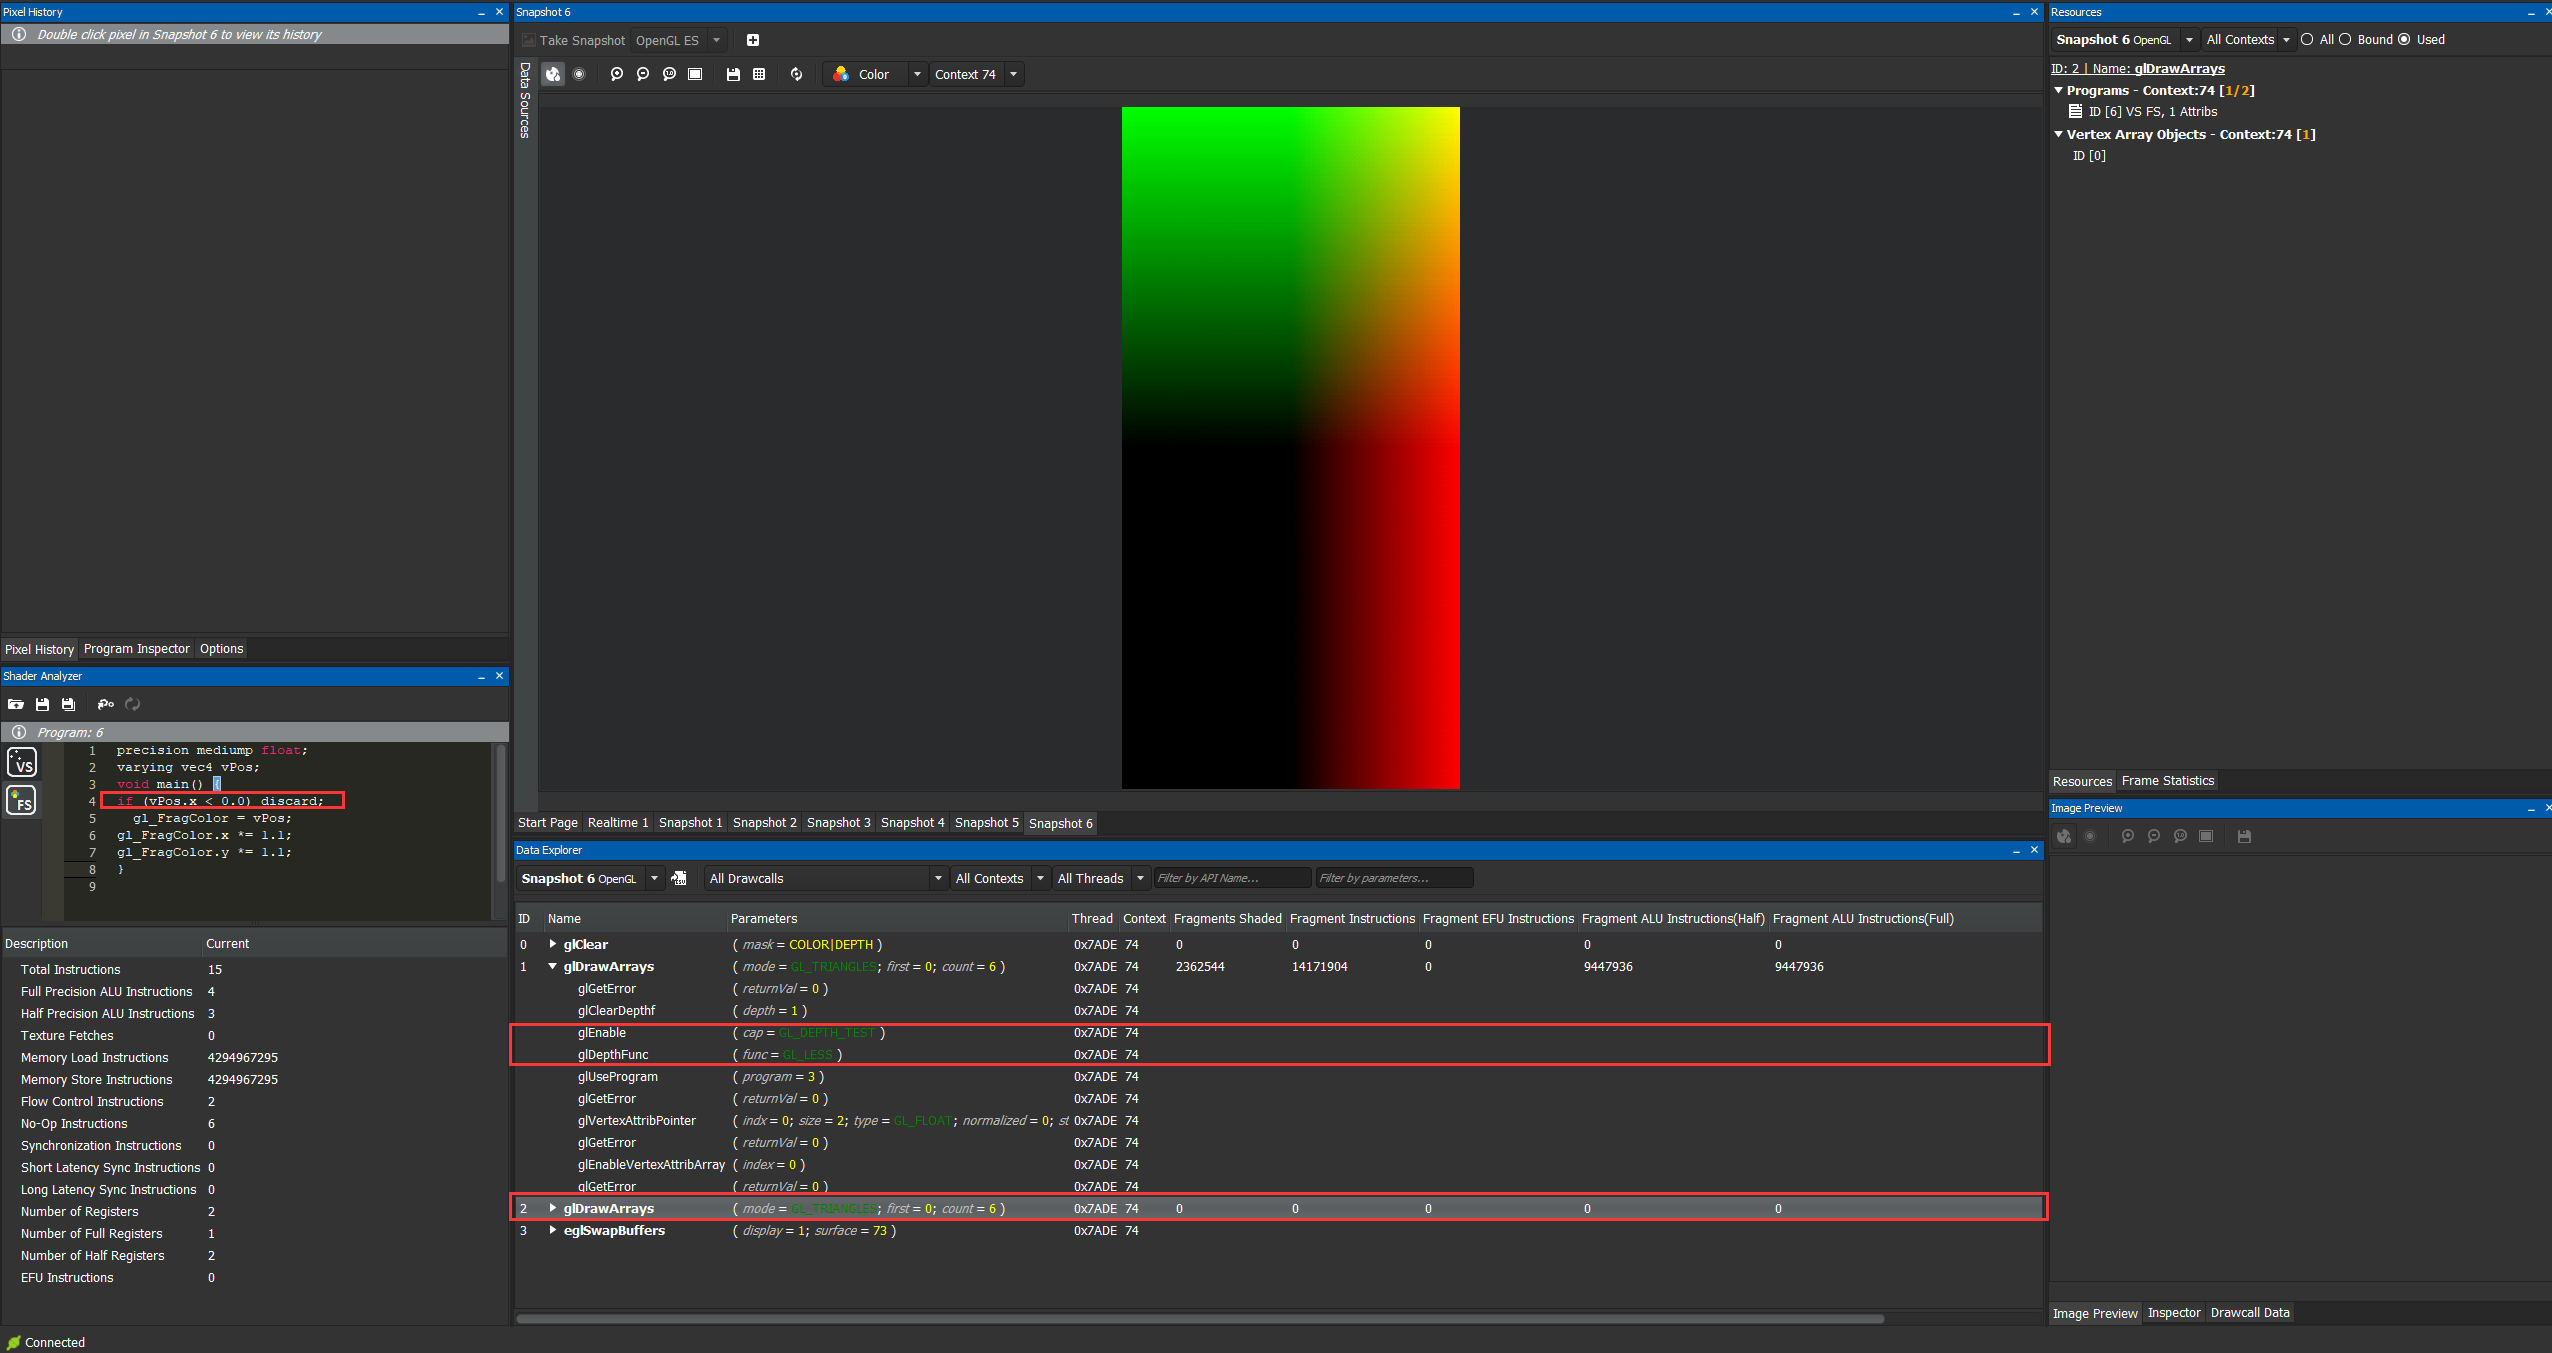 Pixel History
Double click pixel in Snapshot 6 to view its history
Pixel History Program Inspector Options
Shader Analyzer
Program: 6
VS
FS
1 precision mediump float;
2 varying vec4 vPos;
3 void main() {
4 if (vPos.x < 0.0) discard;
5 gl_FragColor = vPos;
6 gl_FragColor.x *= 1.1;
7 gl_FragColor.y *= 1.1;
8 }
9
Description Current
Total Instructions 15
Full Precision ALU Instructions 4
Half Precision ALU Instructions 3
Texture Fetches 0
Memory Load Instructions 4294967295
Memory Store Instructions 4294967295
Flow Control Instructions 2
No-Op Instructions 6
Synchronization Instructions 0
Short Latency Sync Instructions 0
Long Latency Sync Instructions 0
Number of Registers 2
Number of Full Registers 1
Number of Half Registers 2
EFU Instructions 0
Connected
Snapshot 6
Take Snapshot OpenGL ES
Data Sources
Color Context 74
Start Page Realtime 1 Snapshot 1 Snapshot 2 Snapshot 3 Snapshot 4 Snapshot 5 Snapshot 6
Data Explorer
Snapshot 6 OpenGL All Drawcalls All Contexts All Threads Filter by API Name... Filter by parameters...
ID Name Parameters Thread Context Fragments Shaded Fragment Instructions Fragment EFU Instructions Fragment ALU Instructions(Half) Fragment ALU Instructions(Full)
0 glClear ( mask = COLOR|DEPTH ) 0x7ADE 74 0 0 0 0 0
1 glDrawArrays ( mode = GL_TRIANGLES; first = 0; count = 6 ) 0x7ADE 74 2362544 14171904 0 9447936 9447936
glGetError ( returnVal = 0 ) 0x7ADE 74
glClearDepthf ( depth = 1 ) 0x7ADE 74
glEnable ( cap = GL_DEPTH_TEST ) 0x7ADE 74
glDepthFunc ( func = GL_LESS ) 0x7ADE 74
glUseProgram ( program = 3 ) 0x7ADE 74
glGetError ( returnVal = 0 ) 0x7ADE 74
glVertexAttribPointer ( indx = 0; size = 2; type = GL_FLOAT; normalized = 0; st 0x7ADE 74
glGetError ( returnVal = 0 ) 0x7ADE 74
glEnableVertexAttribArray ( index = 0 ) 0x7ADE 74
glGetError ( returnVal = 0 ) 0x7ADE 74
2 glDrawArrays ( mode = GL_TRIANGLES; first = 0; count = 6 ) 0x7ADE 74 0 0 0 0 0
3 eglSwapBuffers ( display = 1; surface = 73 ) 0x7ADE 74
Resources
Snapshot 6 OpenGL All Contexts All Bound Used
ID: 2 | Name: glDrawArrays
Programs - Context:74 [1/2]
ID [6] VS FS, 1 Attribs
Vertex Array Objects - Context:74 [1]
ID [0]
Resources Frame Statistics
Image Preview
Image Preview Inspector Drawcall Data